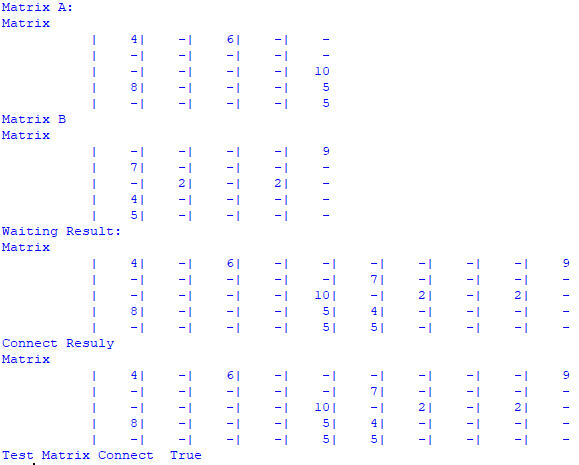 Matrix A:
Matrix
| 4| -| 6| -| -
| -| -| -| -| -
| -| -| -| -| 10
| 8| -| -| -| 5
| -| -| -| -| 5
Matrix B
Matrix
| -| -| -| -| 9
| 7| -| -| -| -
| -| 2| -| 2| -
| 4| -| -| -| -
| 5| -| -| -| -
Waiting Result:
Matrix
| 4| -| 6| -| -| -| -| -| -| 9
| -| -| -| -| -| 7| -| -| -| -
| -| -| -| -| 10| -| 2| -| 2| -
| 8| -| -| -| 5| 4| -| -| -| -
| -| -| -| -| 5| 5| -| -| -| -
Connect Resuly
Matrix
| 4| -| 6| -| -| -| -| -| -| 9
| -| -| -| -| -| 7| -| -| -| -
| -| -| -| -| 10| -| 2| -| 2| -
| 8| -| -| -| 5| 4| -| -| -| -
| -| -| -| -| 5| 5| -| -| -| -
Test Matrix Connect  True